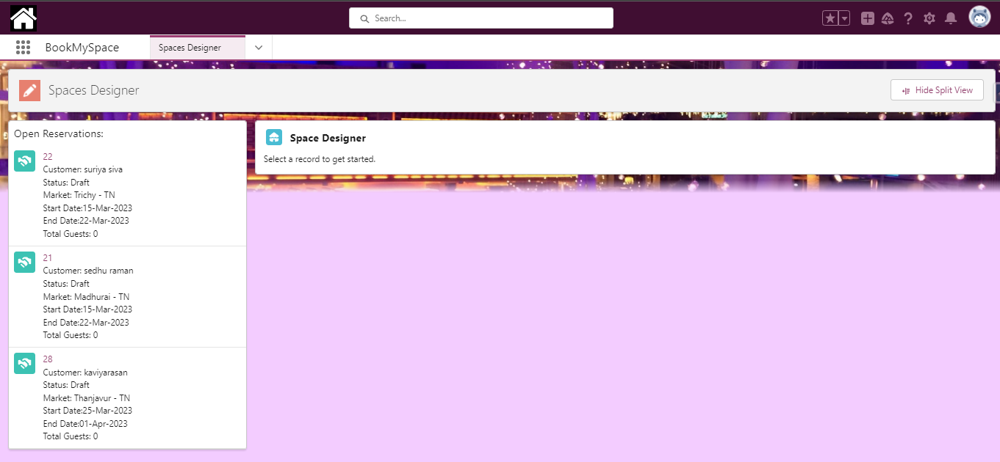 Search...
BookMySpace
Spaces Designer
Spaces Designer
Hide Split View
Open Reservations:
22
Customer: suriya siva
Status: Draft
Market: Trichy - TN
Start Date:15-Mar-2023
End Date:22-Mar-2023
Total Guests: 0
21
Customer: sedhu raman
Status: Draft
Market: Madhurai - TN
Start Date:15-Mar-2023
End Date:22-Mar-2023
Total Guests: 0
28
Customer: kaviyarasan
Status: Draft
Market: Thanjavur - TN
Start Date:25-Mar-2023
End Date:01-Apr-2023
Total Guests: 0
Space Designer
Select a record to get started.